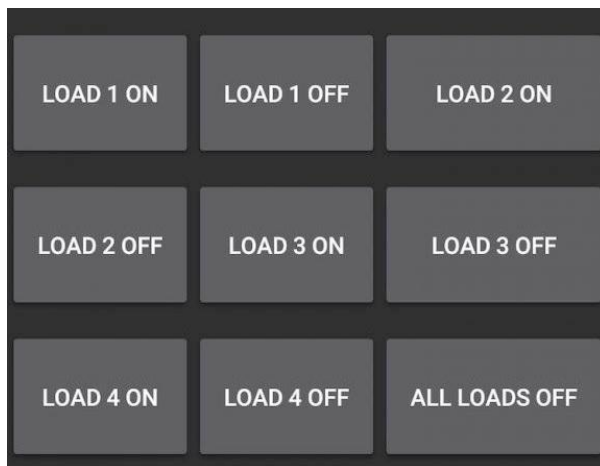 LOAD 1 ON
LOAD 1 OFF
LOAD 2 ON
LOAD 2 OFF
LOAD 3 ON
LOAD 3 OFF
LOAD 4 ON
LOAD 4 OFF
ALL LOADS OFF